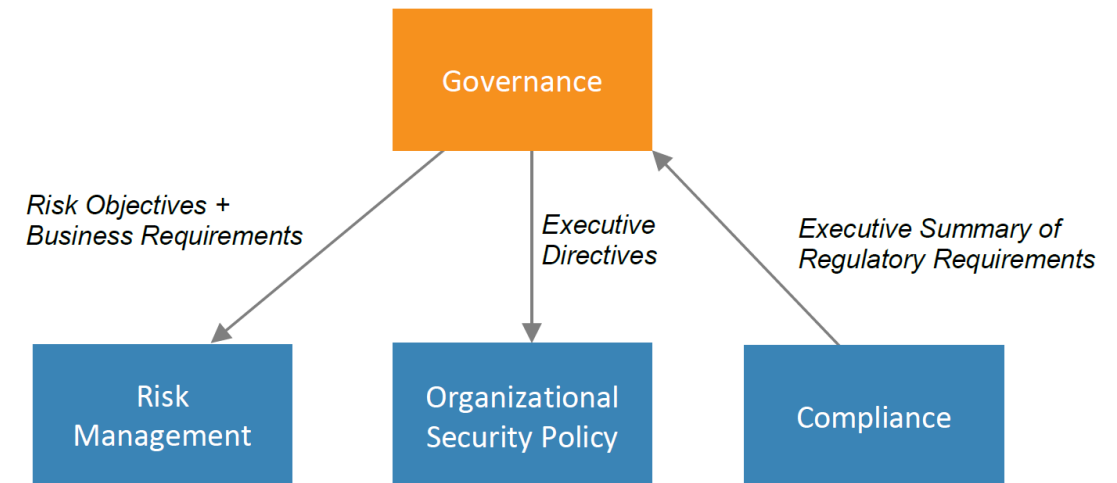 Governance
Risk Objectives +
Business Requirements
Executive
Directives
Executive Summary of
Regulatory Requirements
Risk
Management
Organizational
Security Policy
Compliance